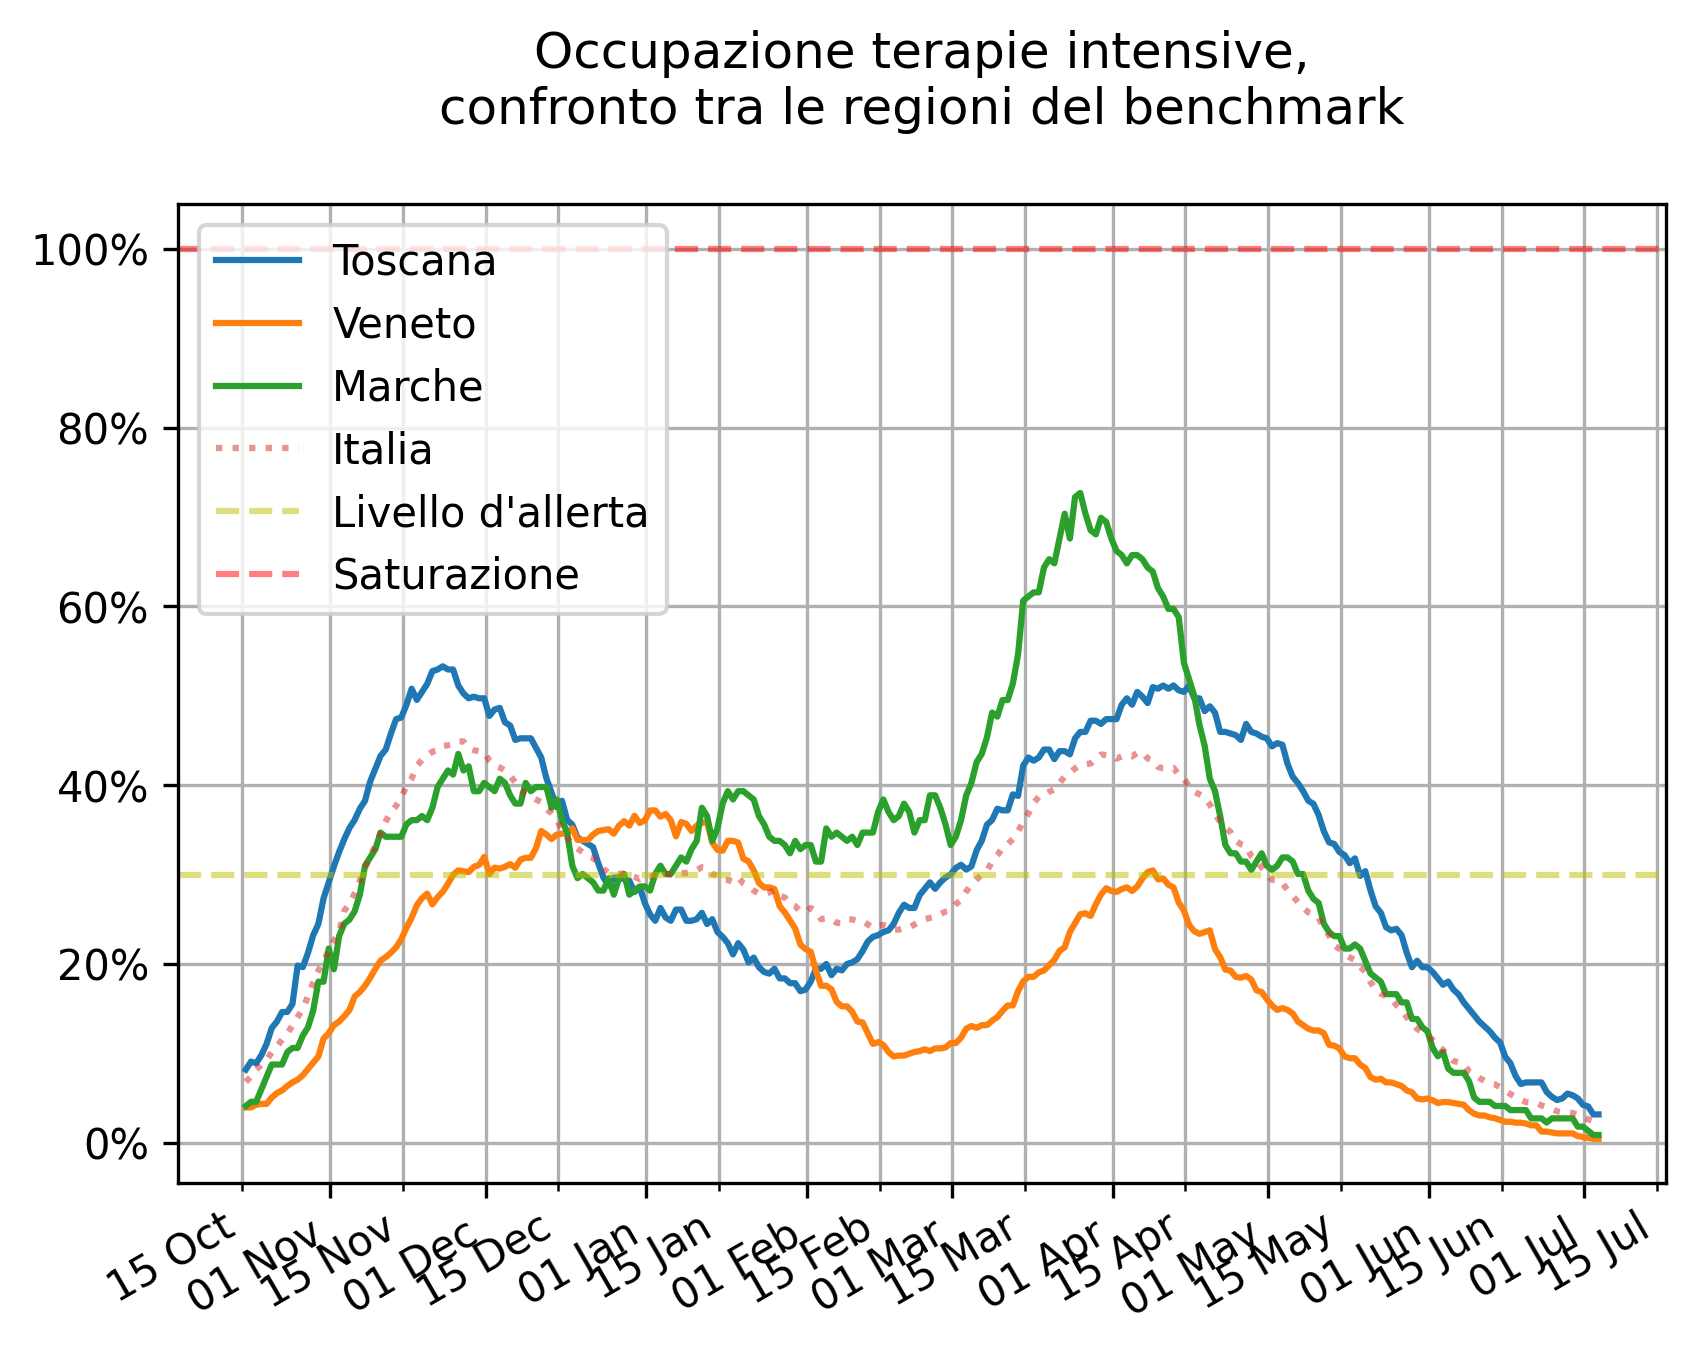 Occupazione terapie intensive,
confronto tra le regioni del benchmark
100%
80%
60%
40%
20%
0%
Toscana
Veneto
Marche
Italia
Livello d'allerta
Saturazione
15 Oct
01 Nov
15 Nov
01 Dec
15 Dec
01 Jan
15 Jan
01 Feb
15 Feb
01 Mar
15 Mar
01 Apr
15 Apr
01 May
15 May
01 Jun
15 Jun
01 Jul
15 Jul